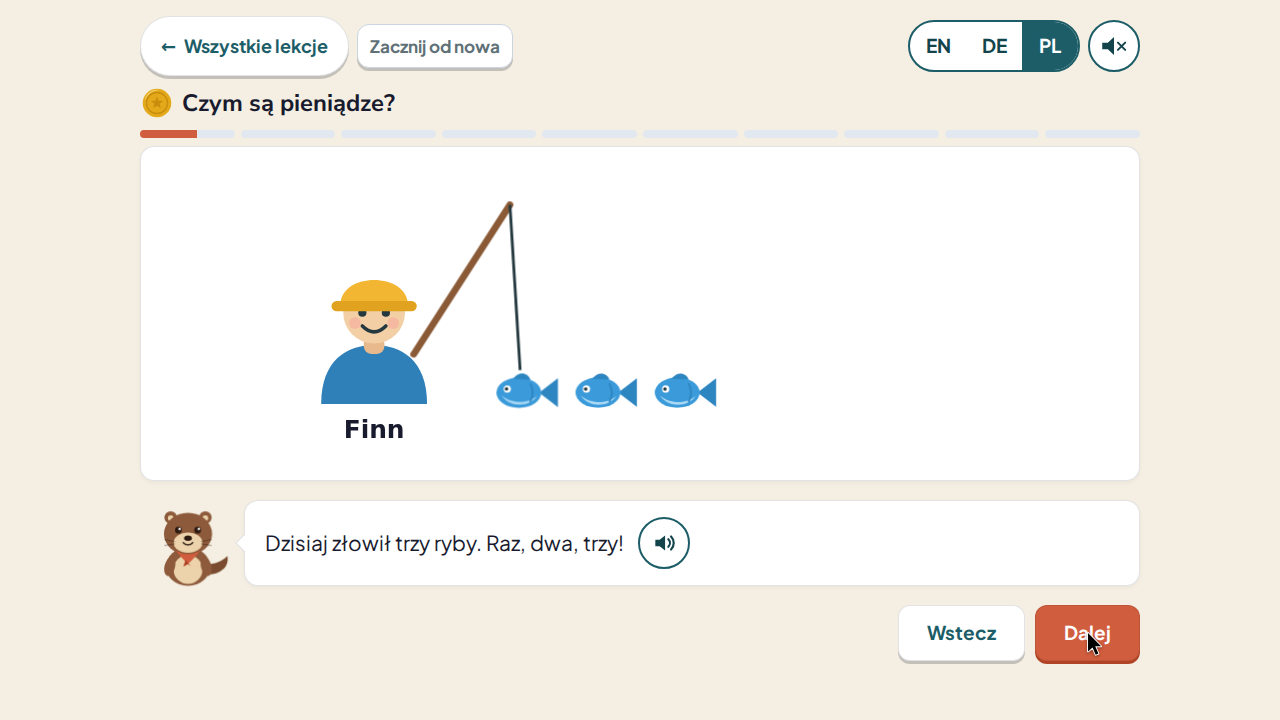 ← Wszystkie lekcje
Zacznij od nowa
EN DE PL
Czym są pieniądze?
Finn
Dzisiaj złowił trzy ryby. Raz, dwa, trzy!
Wstecz
Dalej